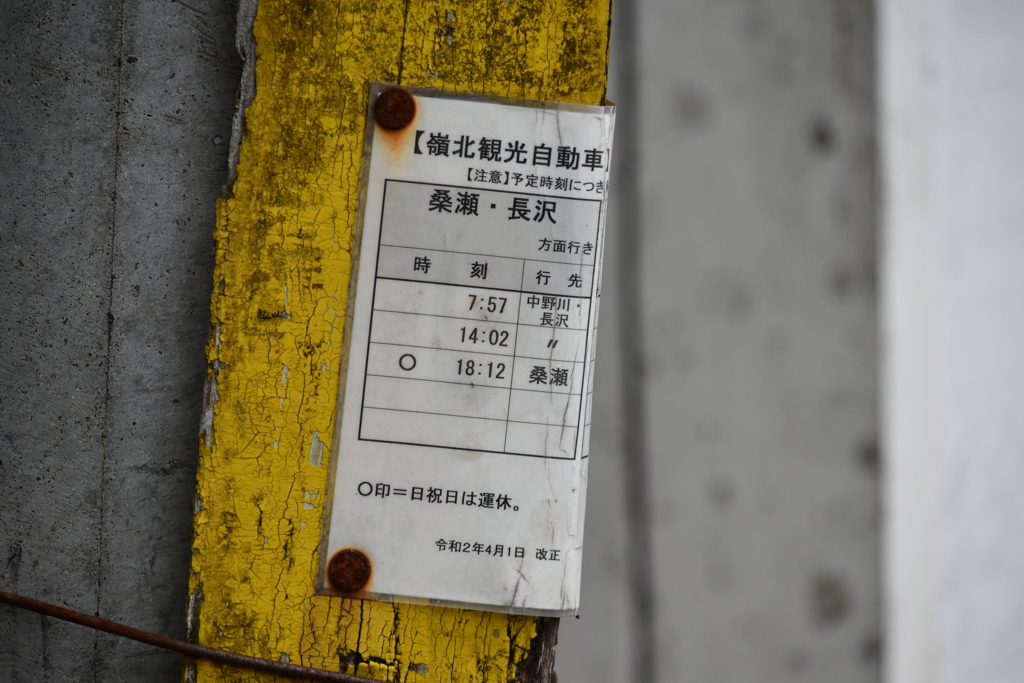 【嶺北観光自動車
【注意】予定時刻につき
桑瀬・長沢
方面行き
時 刻 行 先
7:57 中野川・長沢
14:02 〃
○ 18:12 桑瀬
○印=日祝日は運休。
令和2年4月1日 改正